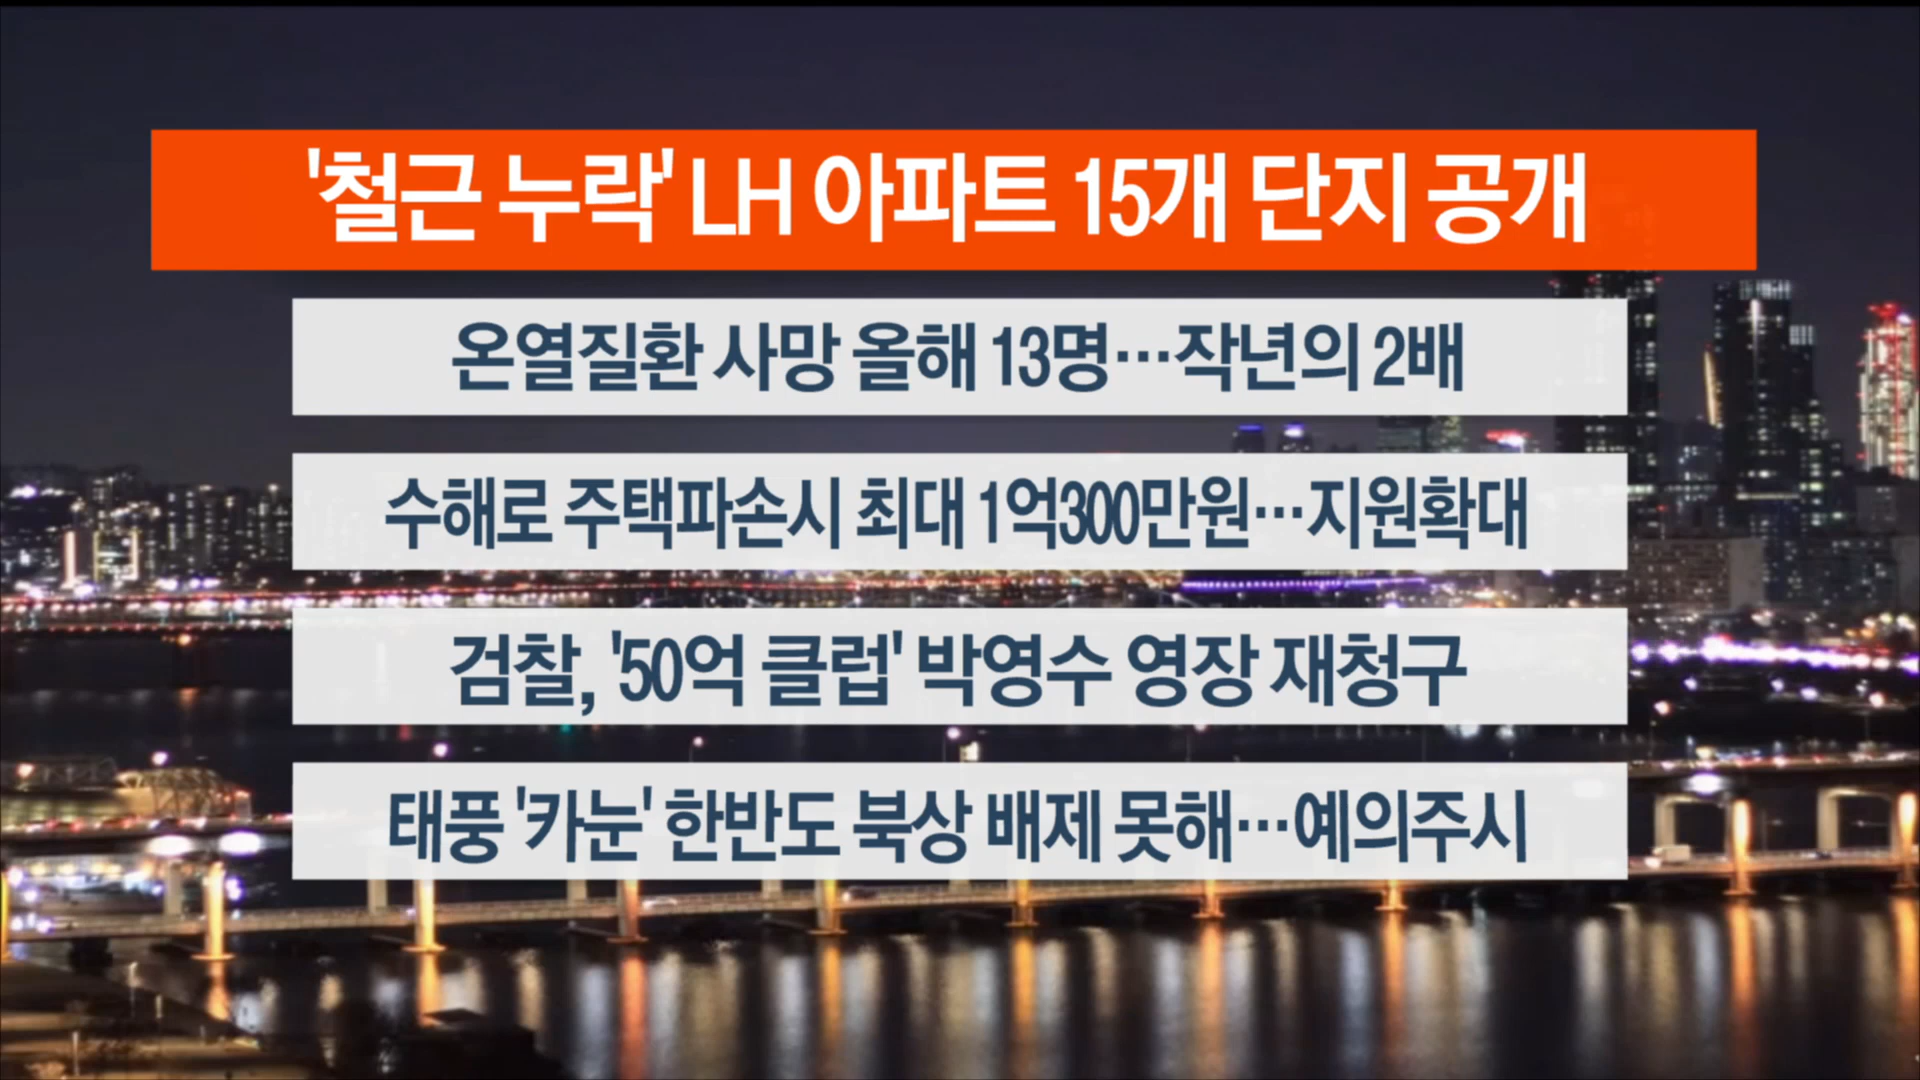 '철근 누락' LH 아파트 15개 단지 공개
온열질환 사망 올해 13명…작년의 2배
수해로 주택파손시 최대 1억300만원…지원확대
검찰, '50억 클럽' 박영수 영장 재청구
태풍 '카눈' 한반도 북상 배제 못해…예의주시